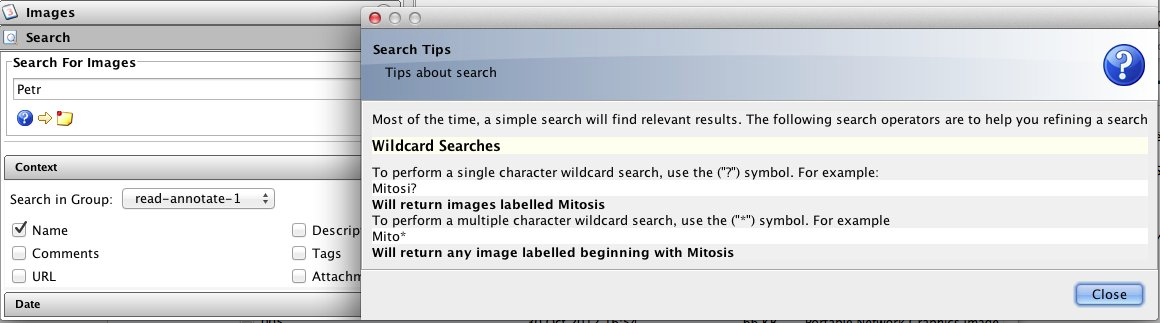 Images
Search
Search For Images
Petr
Context
Search in Group: read-annotate-1
Name
Descrip
Comments
Tags
URL
Attachm
Date
Search Tips
Tips about search
Most of the time, a simple search will find relevant results. The following search operators are to help you refining a search
Wildcard Searches
To perform a single character wildcard search, use the ("?") symbol. For example:
Mitosi?
Will return images labelled Mitosis
To perform a multiple character wildcard search, use the ("*") symbol. For example
Mito*
Will return any image labelled beginning with Mitosis
Close